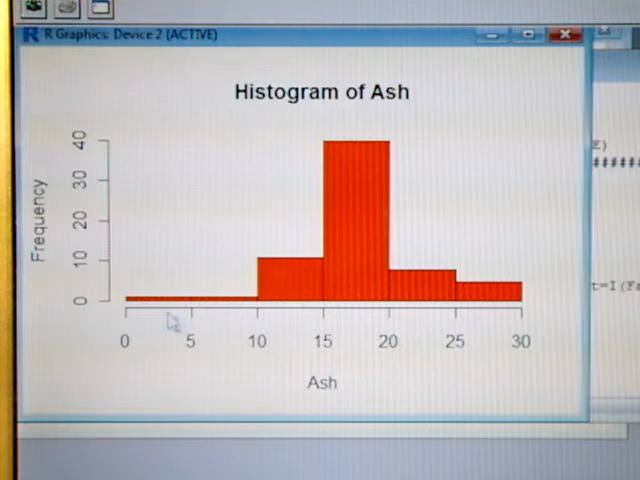 R Graphics: Device 2 (ACTIVE)
Histogram of Ash
E)
######
40
30
20
10
0
Frequency
t=I(Fa
0 5 10 15 20 25 30
Ash